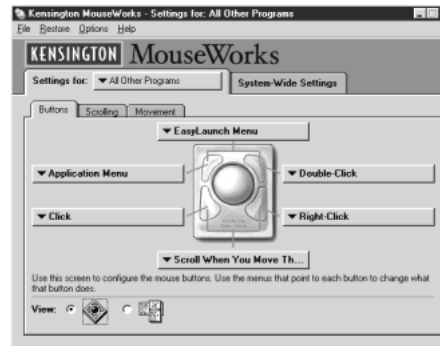 Kensington MouseWorks - Settings for: All Other Programs
File Restore Options Help
KENSINGTON MouseWorks
Settings for: All Other Programs System-Wide Settings
Buttons Scrolling Movement
EasyLaunch Menu
Application Menu Double-Click
Click Right-Click
Scroll When You Move Th...
Use this screen to configure the mouse buttons. Use the menus that point to each button to change what
that button does.
View: